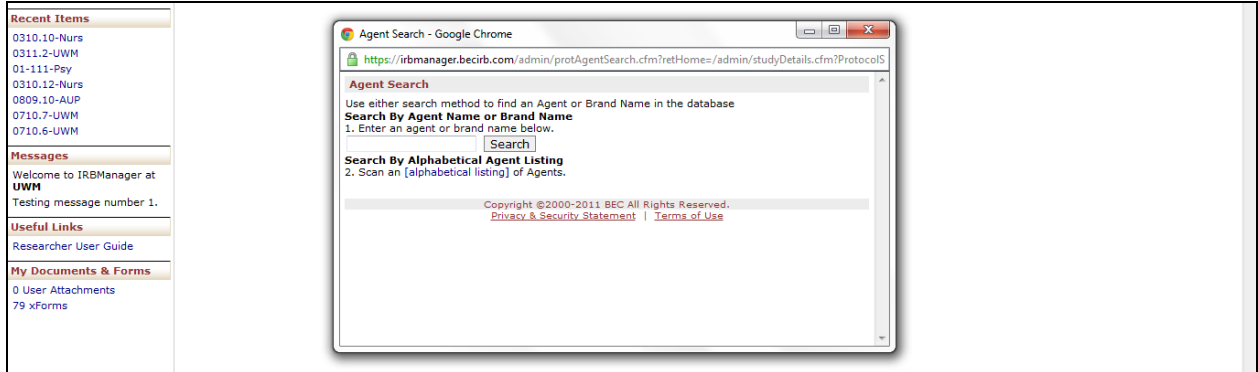 Recent Items
0310.10-Nurs
0311.2-UWM
01-111-Psy
0310.12-Nurs
0809.10-AUP
0710.7-UWM
0710.6-UWM
Messages
Welcome to IRBManager at
UWM
Testing message number 1.
Useful Links
Researcher User Guide
My Documents & Forms
0 User Attachments
79 xForms
Agent Search - Google Chrome
https://irbmanager.becirb.com/admin/protAgentSearch.cfm?retHome=/admin/studyDetails.cfm?ProtocolS
Agent Search
Use either search method to find an Agent or Brand Name in the database
Search By Agent Name or Brand Name
1. Enter an agent or brand name below.
Search
Search By Alphabetical Agent Listing
2. Scan an [alphabetical listing] of Agents.
Copyright ©2000-2011 BEC All Rights Reserved.
Privacy & Security Statement | Terms of Use